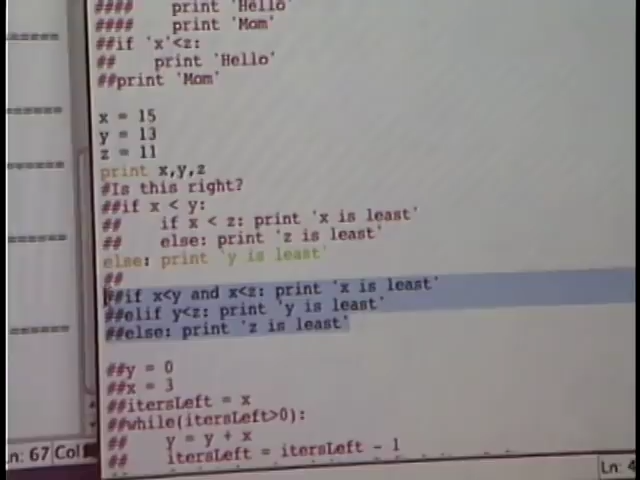 ####    print 'Hello'
####    print 'Mom'
##if 'x'<z:
##    print 'Hello'
##print 'Mom'
x = 15
y = 13
z = 11
print x,y,z
#Is this right?
##if x < y:
##    if x < z: print 'x is least'
##    else: print 'z is least'
else: print 'y is least'
##
##if x<y and x<z: print 'x is least'
##elif y<z: print 'y is least'
##else: print 'z is least'
##y = 0
##x = 3
##itersLeft = x
##while(itersLeft>0):
##    y = y + x
##    itersLeft = itersLeft - 1
n: 67 Col
Ln: 4